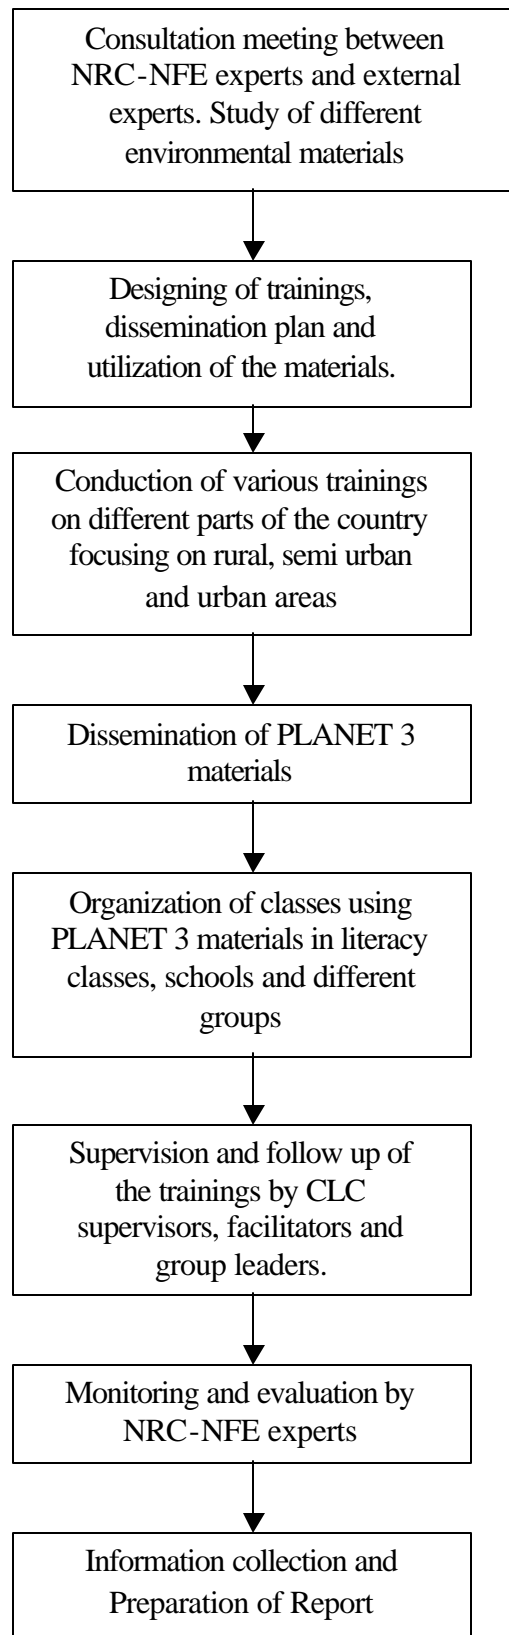 Consultation meeting between
NRC-NFE experts and external
experts. Study of different
environmental materials
Designing of trainings,
dissemination plan and
utilization of the materials.
Conduction of various trainings
on different parts of the country
focusing on rural, semi urban
and urban areas
Dissemination of PLANET 3
materials
Organization of classes using
PLANET 3 materials in literacy
classes, schools and different
groups
Supervision and follow up of
the trainings by CLC
supervisors, facilitators and
group leaders.
Monitoring and evaluation by
NRC-NFE experts
Information collection and
Preparation of Report